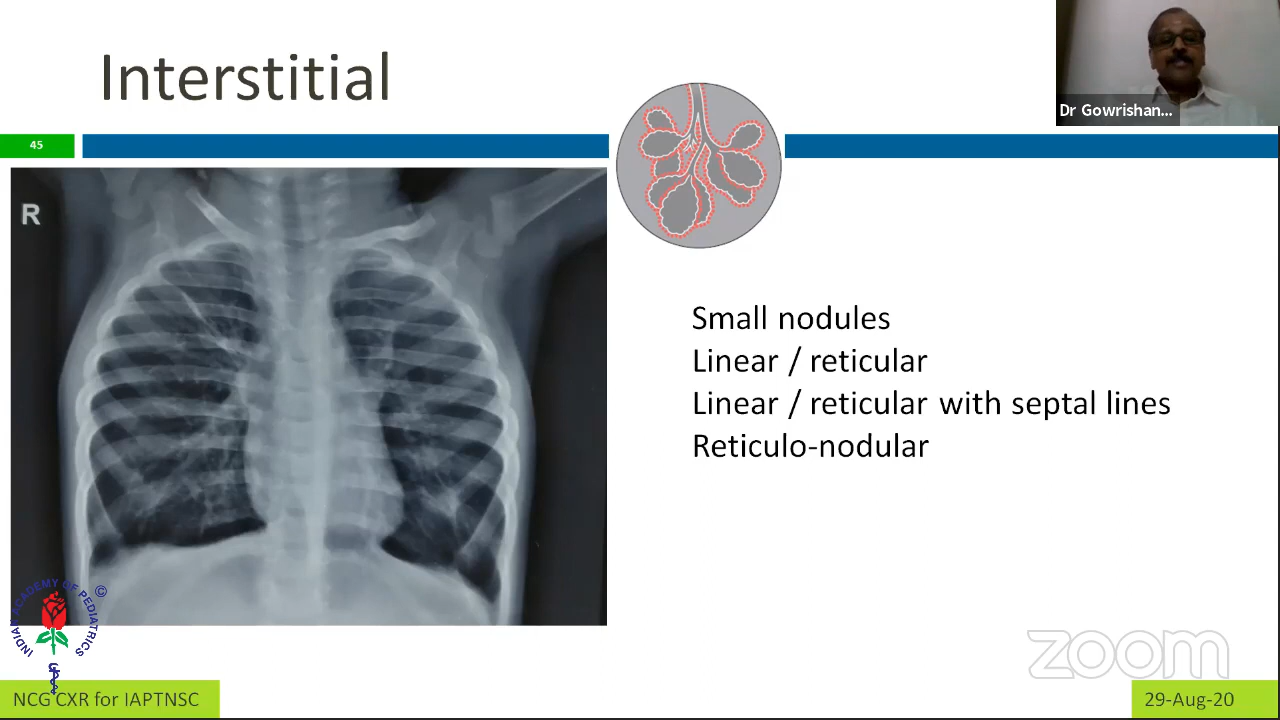 Interstitial
Dr Gowrishan...
45
R
Small nodules
Linear / reticular
Linear / reticular with septal lines
Reticulo-nodular
INDIAN ACADEMY OF PEDIATRICS
©
zoom
NCG CXR for IAPTNSC
29-Aug-20